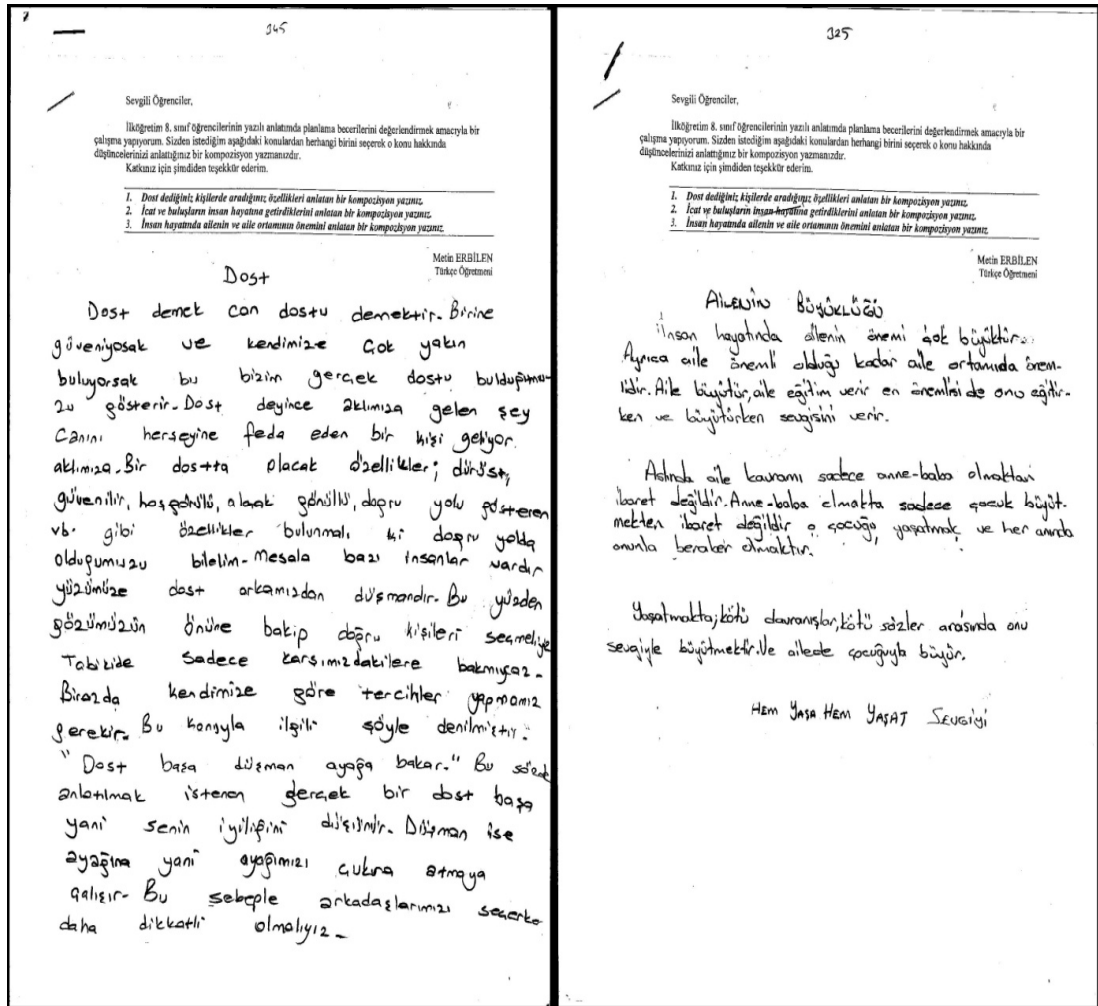 345
Sevgili Öğrenciler,
İlköğretim 8. sınıf öğrencilerinin yazılı anlatımda planlama becerilerini değerlendirmek amacıyla bir
çalışma yapıyorum. Sizden istediğim aşağıdaki konulardan herhangi birini seçerek o konu hakkında
düşüncelerinizi anlattığınız bir kompozisyon yazmanızdır.
Katkınız için şimdiden teşekkür ederim.
1. Dost dediğiniz kişilerde aradığınız özellikleri anlatan bir kompozisyon yazınız.
2. İcat ve buluşların insan hayatına getirdiklerini anlatan bir kompozisyon yazınız.
3. İnsan hayatında ailenin ve aile ortamının önemini anlatan bir kompozisyon yazınız.
Metin ERBİLEN
Türkçe Öğretmeni
Dost
Dost demek can dostu demektir. Birine
güveniyosak ve kendimize çok yakın
buluyorsak bu bizim gerçek dostu bulduğumu-
zu gösterir. Dost deyince aklımıza gelen şey
Canını herşeyine feda eden bir kişi geliyor.
aklımıza. Bir dostta olacak özellikler; dürüst,
güvenilir, hoşgörülü, alçak gönüllü, doğru yolu gösteren
vb. gibi özellikler bulunmalı ki doğru yolda
olduğumuzu bilelim. Mesala bazı insanlar vardır
yüzümüze dost arkamızdan düşmandır. Bu yüzden
gözümüzün önüne bakip doğru kişileri seçmeliyiz
Tabikide sadece karşımızdakilere bakmıycaz.
Birazda kendimize göre tercihler yapmamız
gerekir. Bu konuyla ilgili şöyle denilmiştir:
"Dost başa düşman ayağa bakar." Bu sözde
anlatılmak istenen gerçek bir dost başa
yani senin iyiliğini düşünür. Düşman ise
ayağına yani ayağımızı çukura atmaya
çalışır. Bu sebeple arkadaşlarımızı seçerke
daha dikkatli olmalıyız.
325
Sevgili Öğrenciler,
İlköğretim 8. sınıf öğrencilerinin yazılı anlatımda planlama becerilerini değerlendirmek amacıyla bir
çalışma yapıyorum. Sizden istediğim aşağıdaki konulardan herhangi birini seçerek o konu hakkında
düşüncelerinizi anlattığınız bir kompozisyon yazmanızdır.
Katkınız için şimdiden teşekkür ederim.
1. Dost dediğiniz kişilerde aradığınız özellikleri anlatan bir kompozisyon yazınız.
2. İcat ve buluşların insan hayatına getirdiklerini anlatan bir kompozisyon yazınız.
3. İnsan hayatında ailenin ve aile ortamının önemini anlatan bir kompozisyon yazınız.
Metin ERBİLEN
Türkçe Öğretmeni
AİLENİN BÜYÜKLÜĞÜ
İnsan hayatında ailenin önemi çok büyüktür.
Ayrıca aile önemli olduğu kadar aile ortamıda önem-
lidir. Aile büyütür, aile eğitim verir en önemlisi de onu eğitir-
ken ve büyütürken sevgisini verir.
Aslında aile kavramı sadece anne-baba olmaktan
ibaret değildir. Anne-baba olmakta sadece çocuk büyüt-
mekten ibaret değildir o çocuğu, yaşatmak, ve her anında
onunla beraber olmaktır.
Yaşatmakta; kötü davranışlar, kötü sözler arasında onu
sevgiyle büyütmektir. Ve ailede çocuğuyla büyür.
HEM YAŞA HEM YAŞAT SEVGİYİ